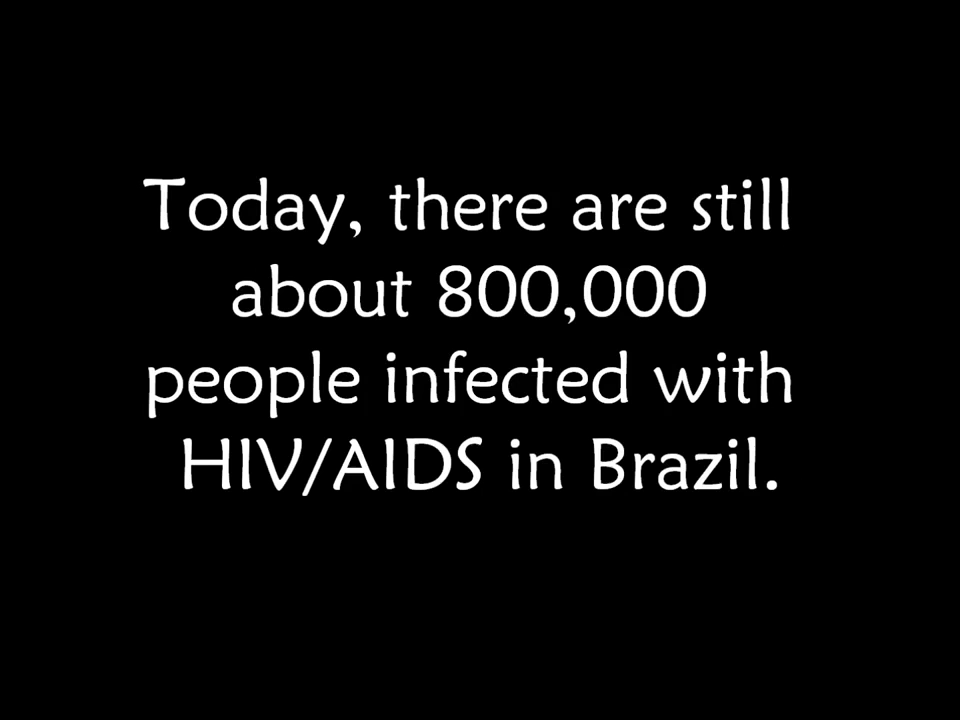 Today, there are still
about 800,000
people infected with
HIV/AIDS in Brazil.